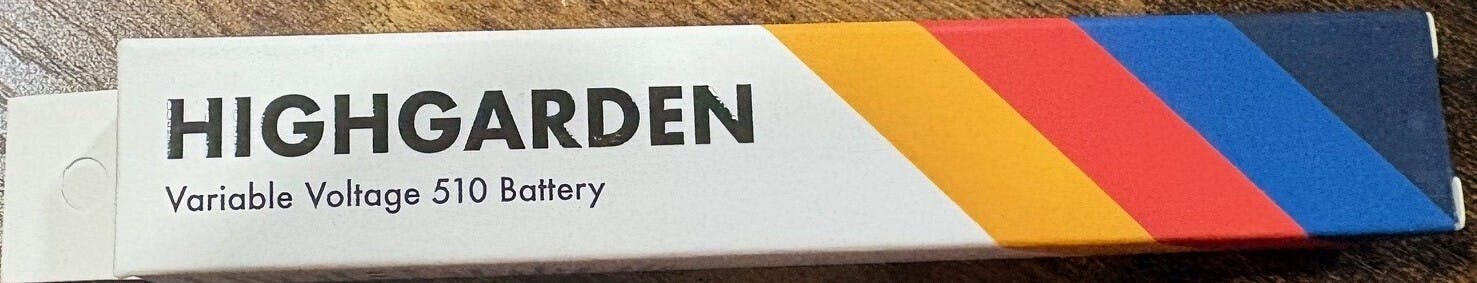 HIGHGARDEN
Variable Voltage 510 Battery